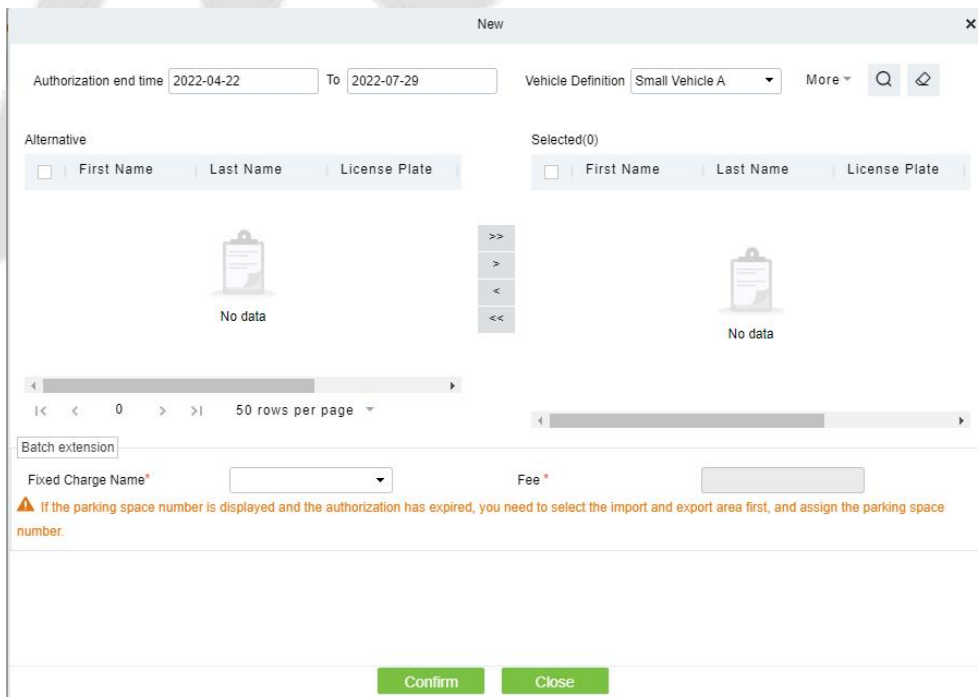 New ×
Authorization end time 2022-04-22 To 2022-07-29 Vehicle Definition Small Vehicle A More
Alternative
First Name Last Name License Plate
No data
0 50 rows per page
>>
>
<
<<
Selected(0)
First Name Last Name License Plate
No data
Batch extension
Fixed Charge Name* Fee *
If the parking space number is displayed and the authorization has expired, you need to select the import and export area first, and assign the parking space
number.
Confirm Close